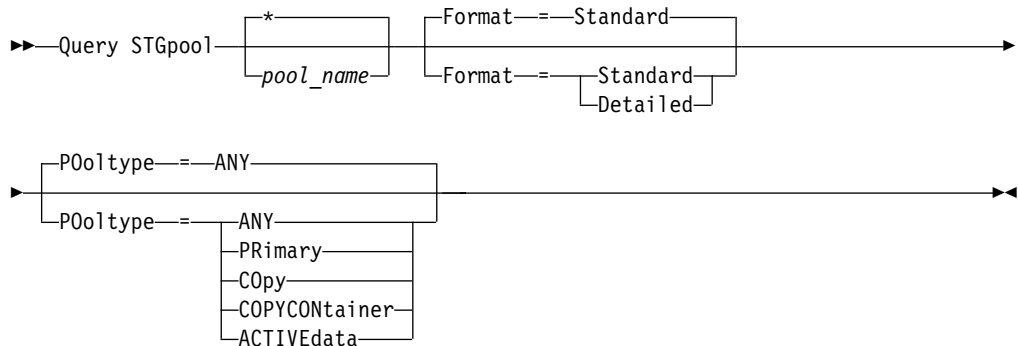 * Format = Standard
Query STGpool
pool_name Format = Standard
Detailed
POoltype = ANY
POoltype = ANY
PRimary
COpy
COPYCONtainer
ACTIVEdata